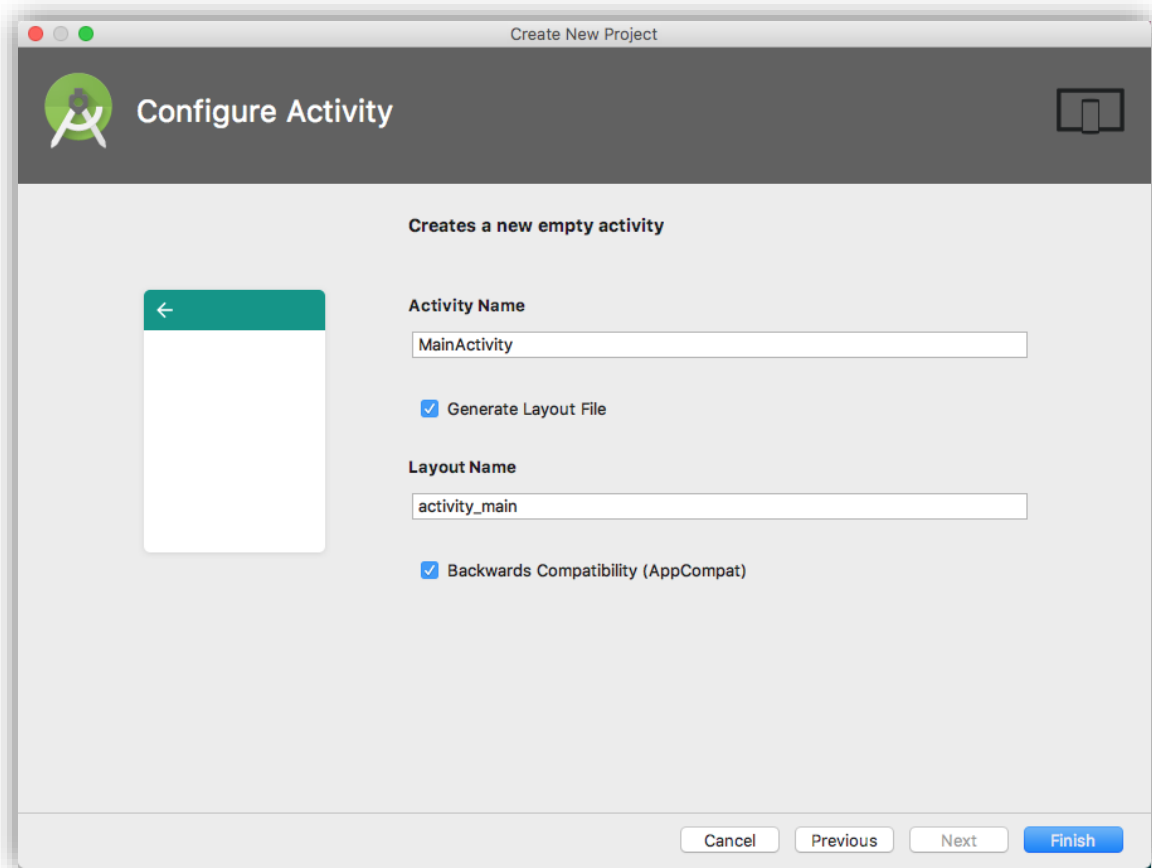 Create New Project
Configure Activity
Creates a new empty activity
Activity Name
MainActivity
Generate Layout File
Layout Name
activity_main
Backwards Compatibility (AppCompat)
Cancel Previous Next Finish